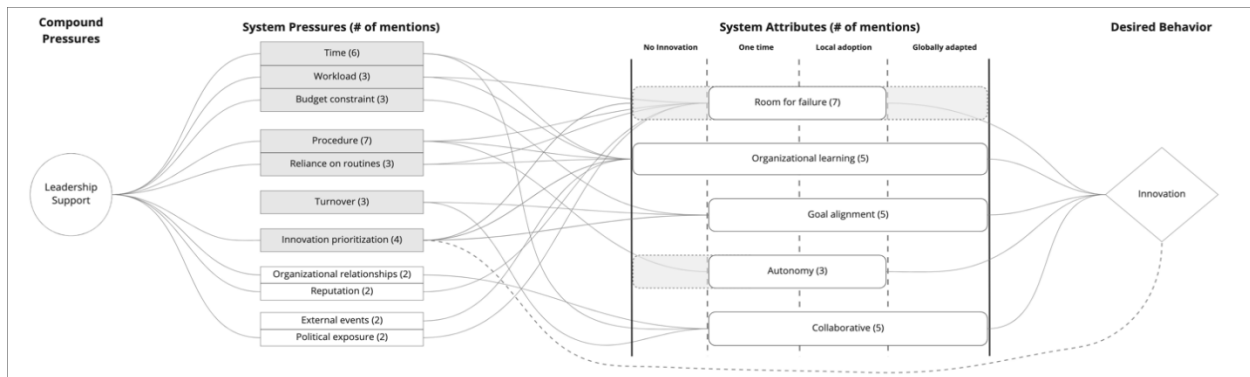 Compound
Pressures
System Pressures (# of mentions)
System Attributes (# of mentions)
Desired Behavior
No Innovation
One time
Local adoption
Globally adapted
Time (6)
Workload (3)
Budget constraint (3)
Procedure (7)
Reliance on routines (3)
Turnover (3)
Innovation prioritization (4)
Organizational relationships (2)
Reputation (2)
External events (2)
Political exposure (2)
Leadership
Support
Room for failure (7)
Organizational learning (5)
Goal alignment (5)
Autonomy (3)
Collaborative (5)
Innovation